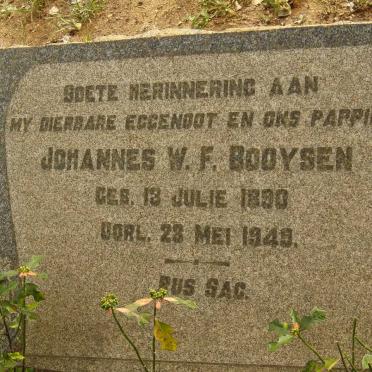 SOETE HERINNERING AAN
MY DIERBARE EGGENOOT EN ONS PAPPIE
JOHANNES W. F. BOOYSEN
GEB. 13 JULIE 1890
OORL. 23 MEI 1949.
RUS SAG.